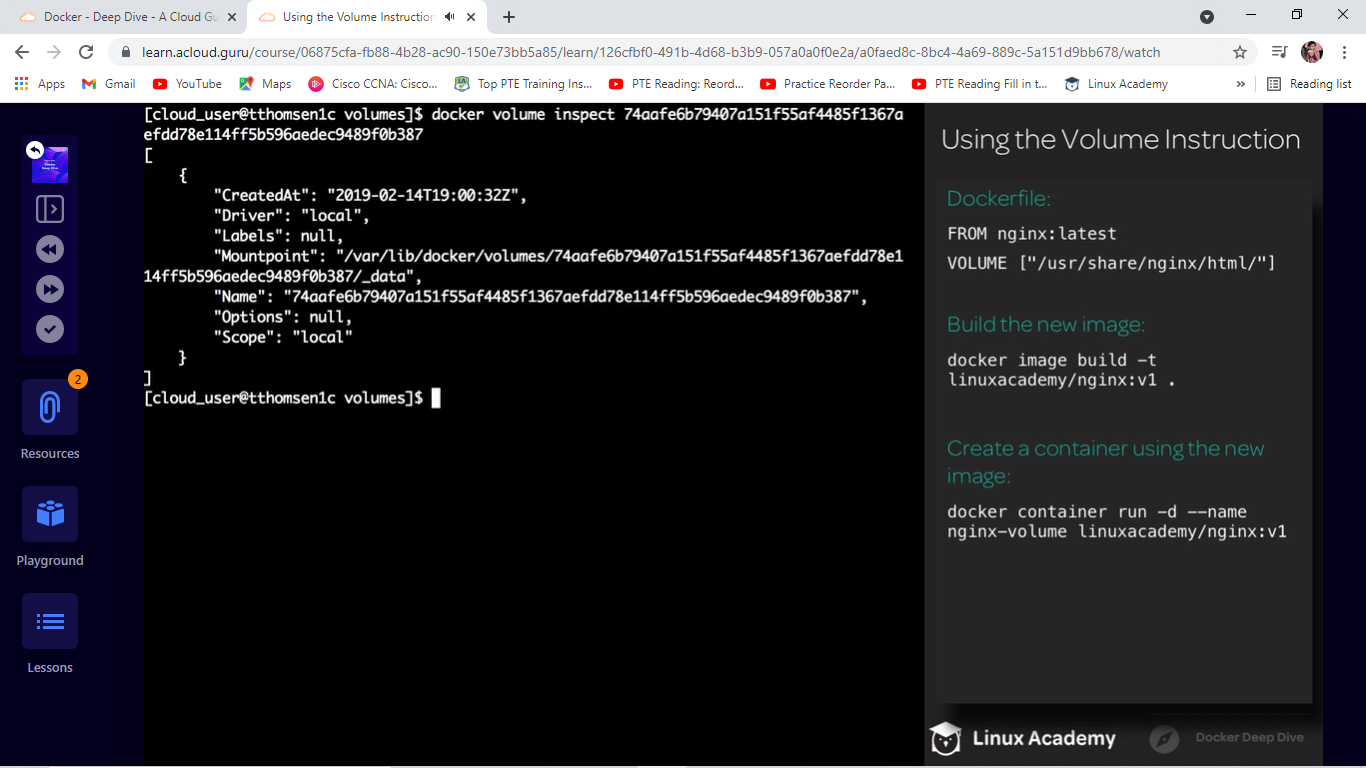 Docker - Deep Dive - A Cloud Gu
Using the Volume Instruction
learn.acloud.guru/course/06875cfa-fb88-4b28-ac90-150e73bb5a85/learn/126cfbf0-491b-4d68-b3b9-057a0a0f0e2a/a0faed8c-8bc4-4a69-889c-5a151d9bb678/watch
Apps Gmail YouTube Maps Cisco CCNA: Cisco... Top PTE Training Ins... PTE Reading: Reord... Practice Reorder Pa... PTE Reading Fill in t... Linux Academy » Reading list
[cloud_user@tthomsen1c volumes]$ docker volume inspect 74aafe6b79407a151f55af4485f1367a
efdd78e114ff5b596aedec9489f0b387
[
{
"CreatedAt": "2019-02-14T19:00:32Z",
"Driver": "local",
"Labels": null,
"Mountpoint": "/var/lib/docker/volumes/74aafe6b79407a151f55af4485f1367aefdd78e1
14ff5b596aedec9489f0b387/_data",
"Name": "74aafe6b79407a151f55af4485f1367aefdd78e114ff5b596aedec9489f0b387",
"Options": null,
"Scope": "local"
}
]
[cloud_user@tthomsen1c volumes]$
2
Resources
Playground
Lessons
Using the Volume Instruction
Dockerfile:
FROM nginx:latest
VOLUME ["/usr/share/nginx/html/"]
Build the new image:
docker image build -t
linuxacademy/nginx:v1 .
Create a container using the new
image:
docker container run -d --name
nginx-volume linuxacademy/nginx:v1
Linux Academy
Docker Deep Dive